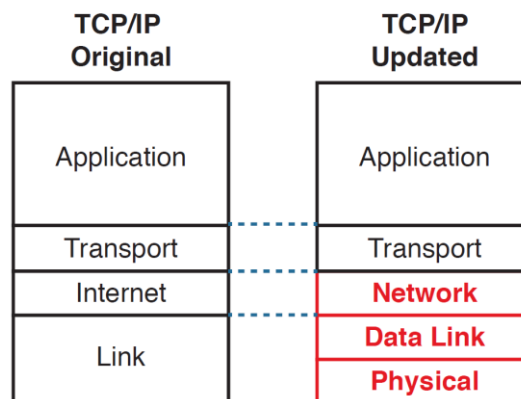 TCP/IP
Original
Application
Transport
Internet
Link
TCP/IP
Updated
Application
Transport
Network
Data Link
Physical